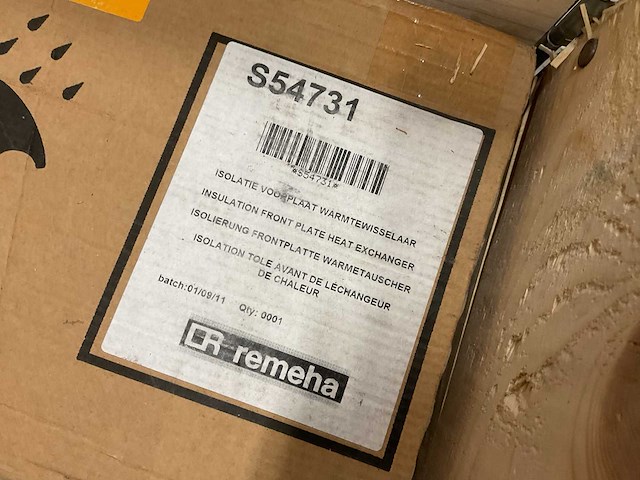 S54731
*S54731*
ISOLATIE VOORPLAAT WARMTEWISSELAAR
INSULATION FRONT PLATE HEAT EXCHANGER
ISOLIERUNG FRONTPLATTE WARMETAUSCHER
ISOLATION TOLE AVANT DE LÉCHANGEUR
DE CHALEUR
batch:01/09/11 Qty: 0001
remeha